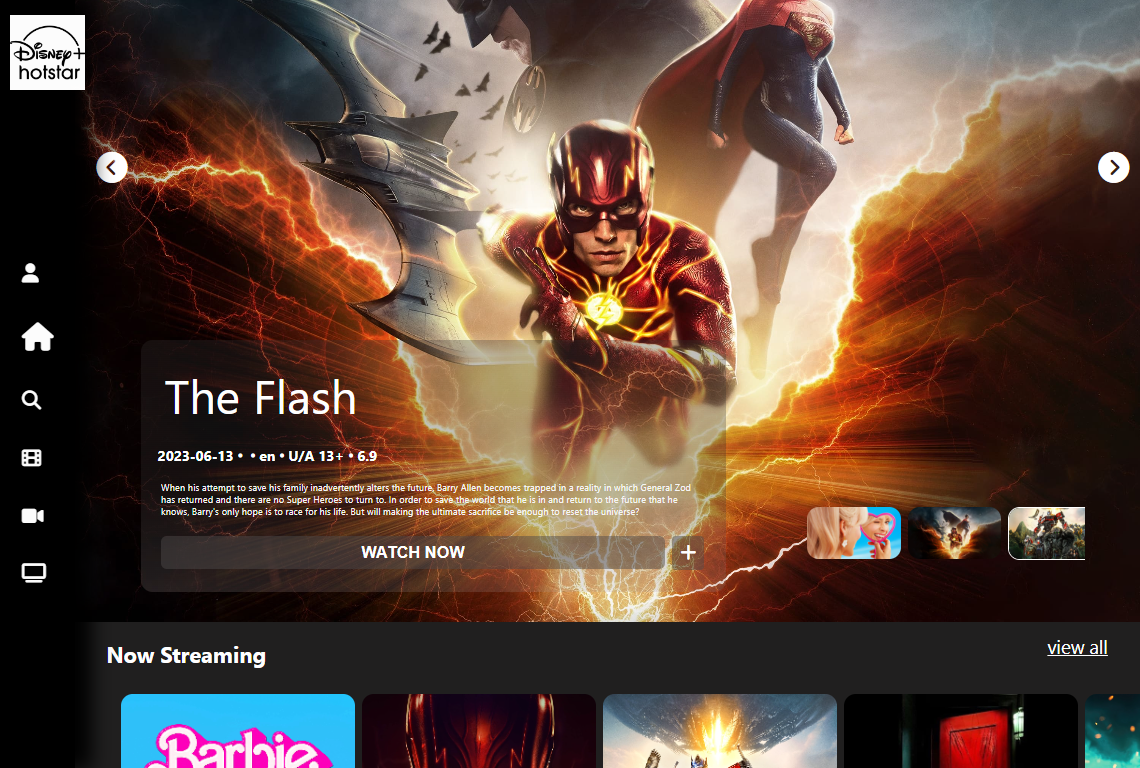 Disney+
hotstar
The Flash
2023-06-13 • • en • U/A 13+ • 6.9
When his attempt to save his family inadvertently alters the future, Barry Allen becomes trapped in a reality in which General Zod
has returned and there are no Super Heroes to turn to. In order to save the world that he is in and return to the future that he
knows, Barry's only hope is to race for his life. But will making the ultimate sacrifice be enough to reset the universe?
WATCH NOW
+
Now Streaming
view all
Barbie